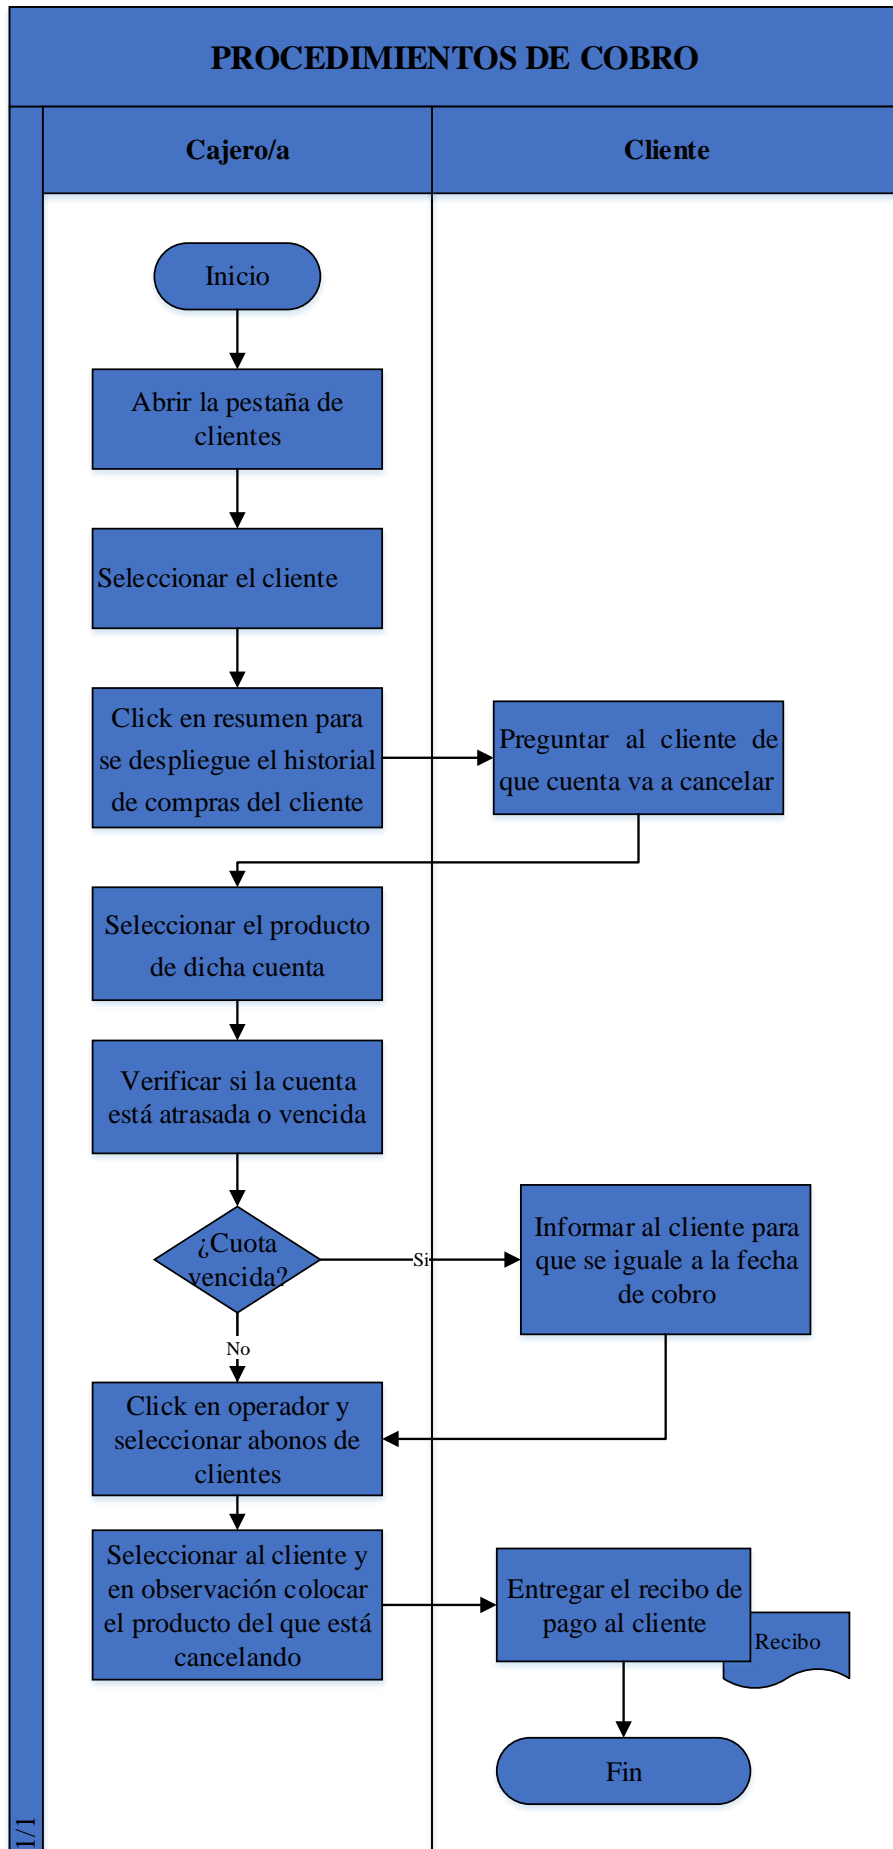 PROCEDIMIENTOS DE COBRO
Cajero/a
Cliente
Inicio
Abrir la pestaña de
clientes
Seleccionar el cliente
Click en resumen para
se despliegue el historial
de compras del cliente
Preguntar al cliente de
que cuenta va a cancelar
Seleccionar el producto
de dicha cuenta
Verificar si la cuenta
está atrasada o vencida
¿Cuota
vencida?
Si
Informar al cliente para
que se iguale a la fecha
de cobro
No
Click en operador y
seleccionar abonos de
clientes
Seleccionar al cliente y
en observación colocar
el producto del que está
cancelando
Entregar el recibo de
pago al cliente
Recibo
Fin
1/1